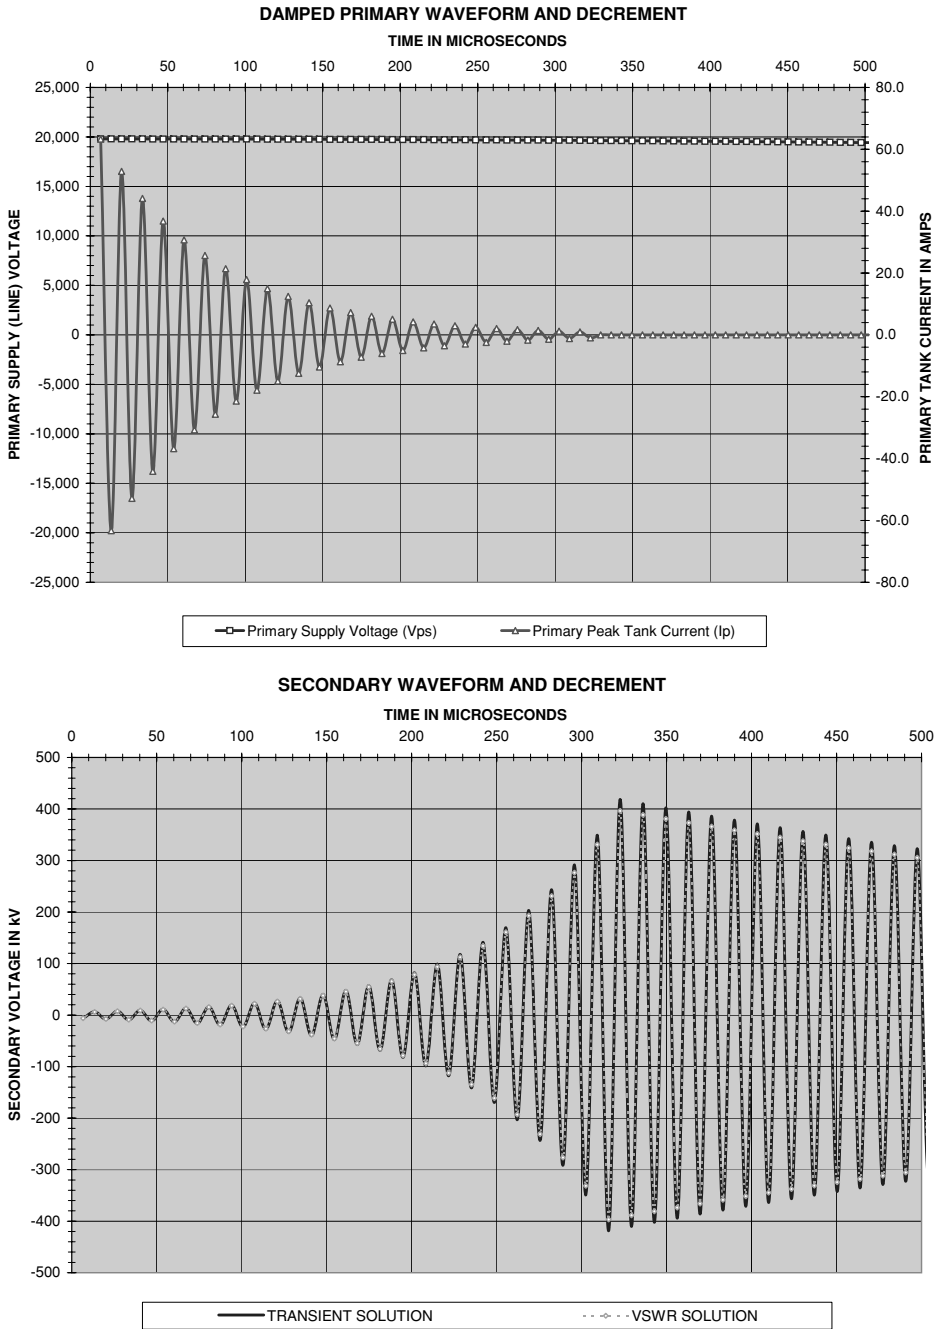 DAMPED PRIMARY WAVEFORM AND DECREMENT
TIME IN MICROSECONDS
0 50 100 150 200 250 300 350 400 450 500
25,000 80.0
20,000 60.0
15,000 40.0
10,000 20.0
5,000 0.0
0 -20.0
-5,000 -40.0
-10,000 -60.0
-15,000 -80.0
-20,000
-25,000
PRIMARY SUPPLY (LINE) VOLTAGE
PRIMARY TANK CURRENT IN AMPS
Primary Supply Voltage (Vps) Primary Peak Tank Current (Ip)
SECONDARY WAVEFORM AND DECREMENT
TIME IN MICROSECONDS
0 50 100 150 200 250 300 350 400 450 500
500
400
300
200
100
0
-100
-200
-300
-400
-500
SECONDARY VOLTAGE IN kV
TRANSIENT SOLUTION VSWR SOLUTION